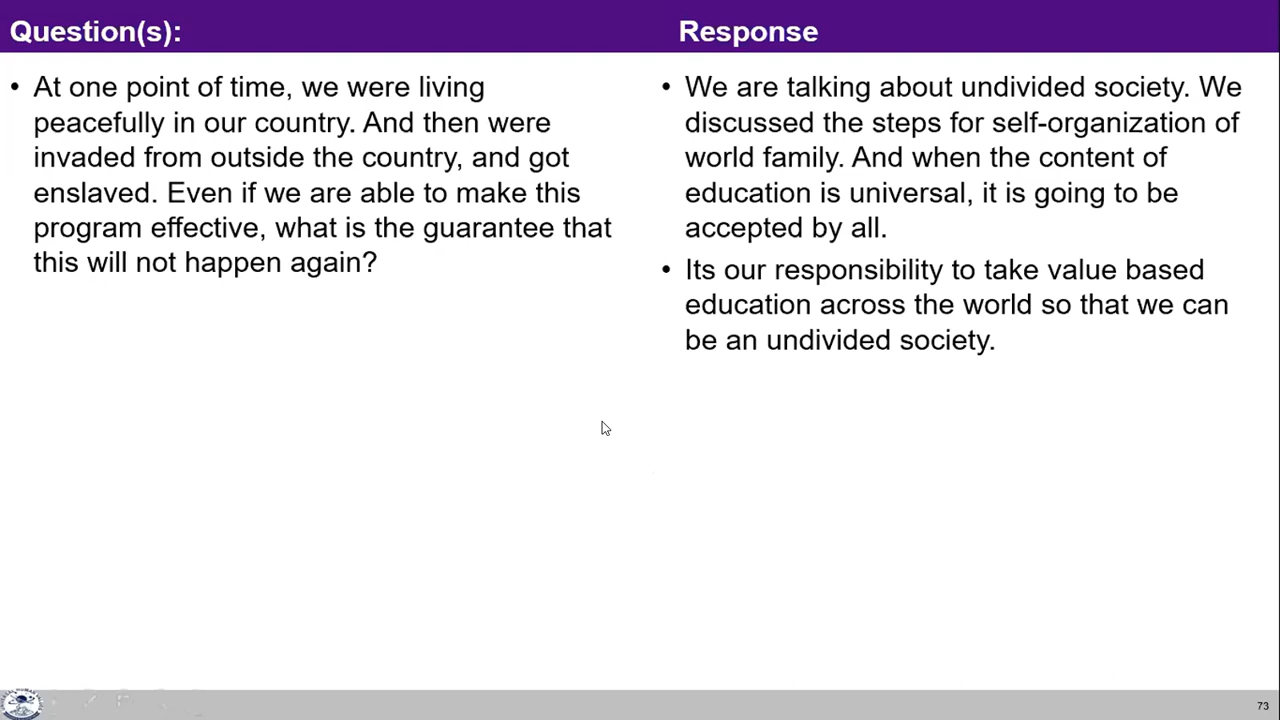 Question(s):
Response
• At one point of time, we were living
peacefully in our country. And then were
invaded from outside the country, and got
enslaved. Even if we are able to make this
program effective, what is the guarantee that
this will not happen again?
• We are talking about undivided society. We
discussed the steps for self-organization of
world family. And when the content of
education is universal, it is going to be
accepted by all.
• Its our responsibility to take value based
education across the world so that we can
be an undivided society.
73